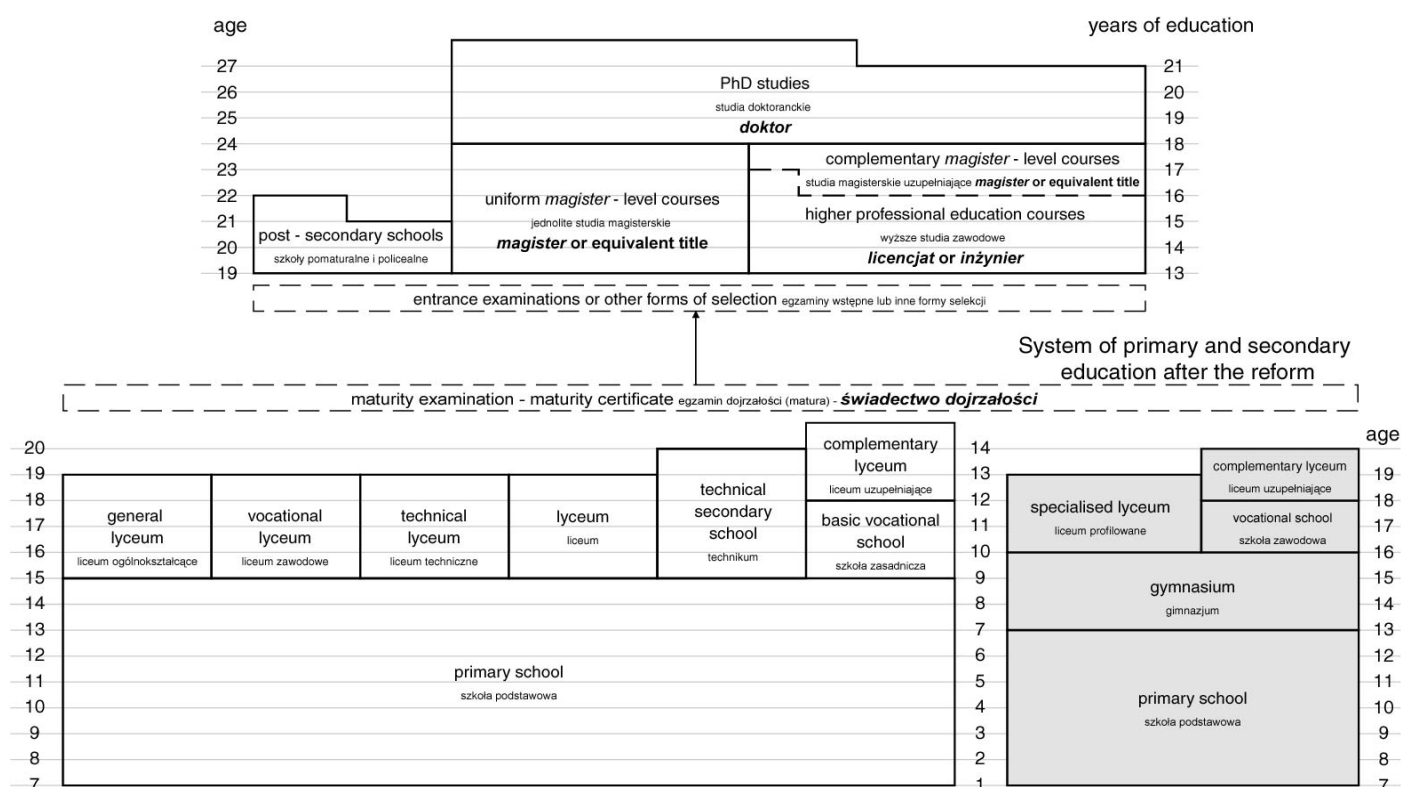 age
years of education
27
21
26
20
25
19
24
18
23
17
22
16
21
15
20
14
19
13
PhD studies
studia doktoranckie
doktor
post - secondary schools
szkoły pomaturalne i policealne
uniform magister - level courses
jednolite studia magisterskie
magister or equivalent title
complementary magister - level courses
studia magisterskie uzupełniające magister or equivalent title
higher professional education courses
wyższe studia zawodowe
licencjat or inżynier
entrance examinations or other forms of selection egzaminy wstępne lub inne formy selekcji
System of primary and secondary
education after the reform
maturity examination - maturity certificate egzamin dojrzałości (matura) - świadectwo dojrzałości
20
19
18
17
16
15
14
13
12
11
10
9
8
7
general
lyceum
liceum ogólnokształcące
vocational
lyceum
liceum zawodowe
technical
lyceum
liceum techniczne
lyceum
liceum
technical
secondary
school
technikum
complementary
lyceum
liceum uzupełniające
basic vocational
school
szkoła zasadnicza
primary school
szkoła podstawowa
14
13
12
11
10
9
8
7
6
5
4
3
2
1
specialised lyceum
liceum profilowane
complementary lyceum
liceum uzupełniające
vocational school
szkoła zawodowa
gymnasium
gimnazjum
primary school
szkoła podstawowa
age
19
18
17
16
15
14
13
12
11
10
9
8
7